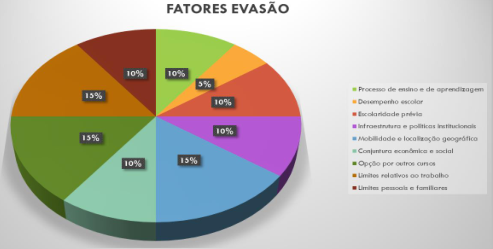 FATORES EVASÃO
10%
5%
10%
10%
15%
10%
15%
15%
10%
Processo de ensino e de aprendizagem
Desempenho escolar
Escolaridade prévia
Infraestrutura e políticas institucionais
Mobilidade e localização geográfica
Conjuntura econômica e social
Opção por outros cursos
Limites relativos ao trabalho
Limites pessoais e familiares